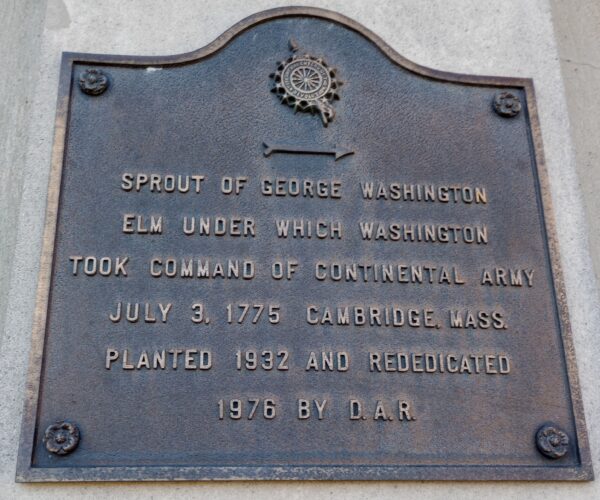 SPROUT OF GEORGE WASHINGTON
ELM UNDER WHICH WASHINGTON
TOOK COMMAND OF CONTINENTAL ARMY
JULY 3, 1775 CAMBRIDGE, MASS.
PLANTED 1932 AND REDEDICATED
1976 BY D.A.R.